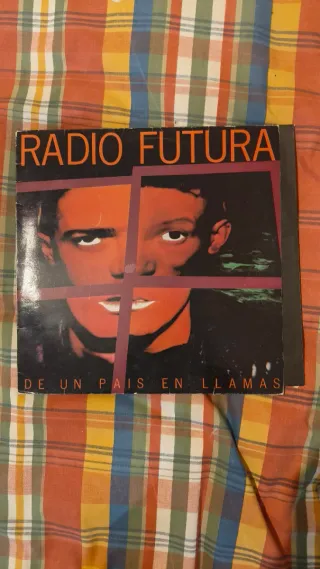 RADIO FUTURA
DE UN PAIS EN LLAMAS